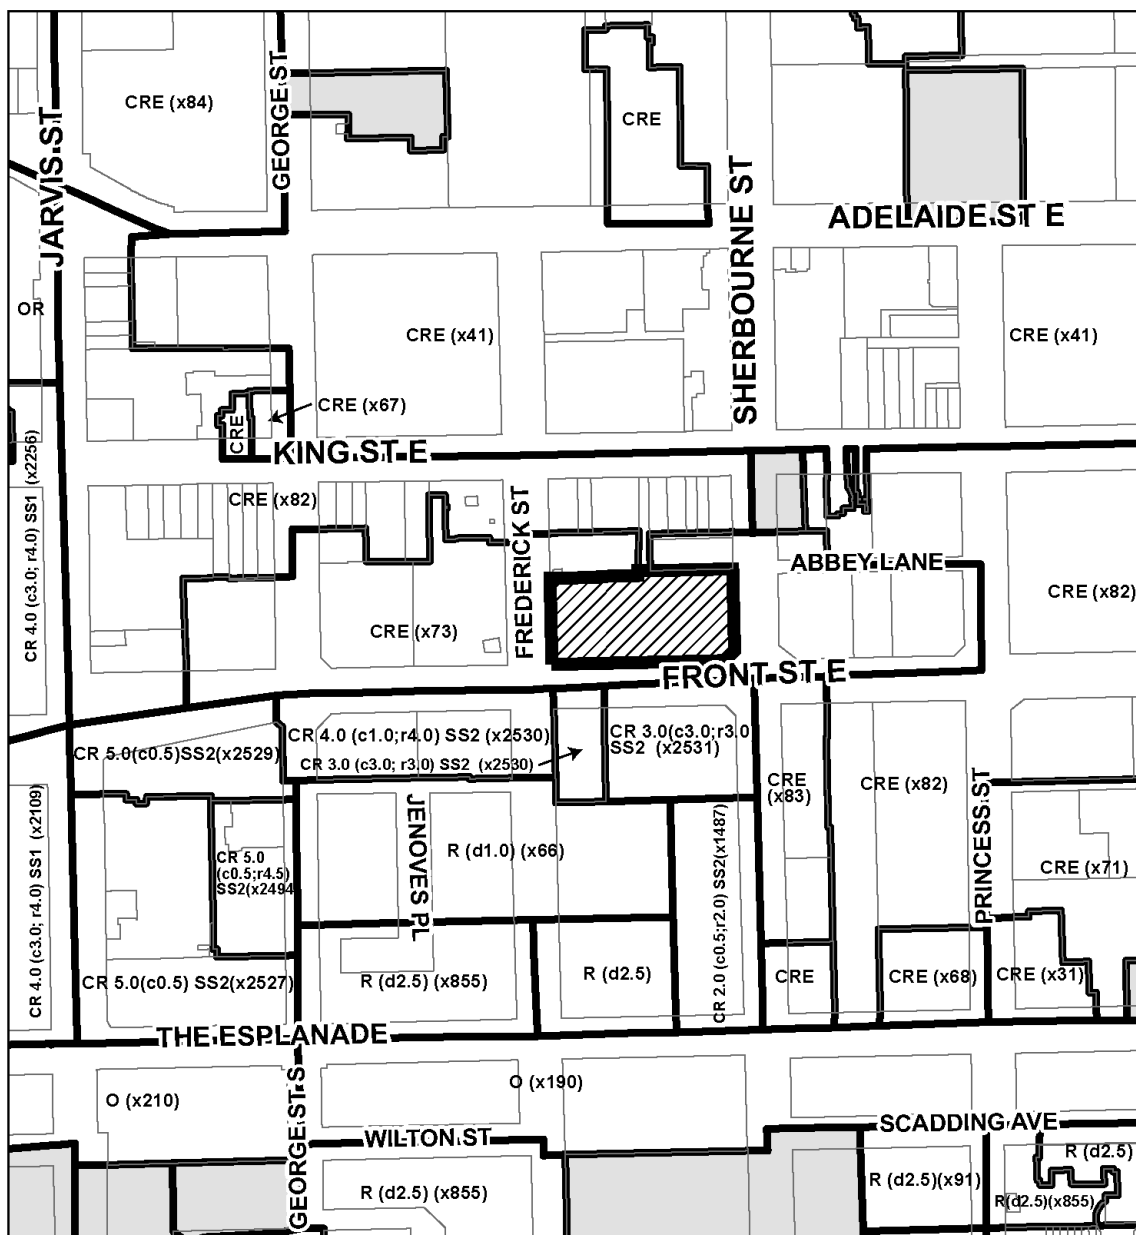 CRE (x84)
GEORGE ST
JARVIS ST
CRE
SHERBOURNE ST
ADELAIDE ST E
OR
CRE (x41)
CRE (x41)
CRE (x67)
CRE
KING ST E
CR 4.0 (c3.0; r4.0) SS1 (x2256)
CRE (x82)
FREDERICK ST
ABBEY LANE
CRE (x82)
CRE (x73)
FRONT ST E
CR 4.0 (c1.0;r4.0) SS2 (x2530)
CR 3.0(c3.0;r3.0
SS2 (x2531)
CR 5.0(c0.5)SS2(x2529)
CR 3.0 (c3.0; r3.0) SS2 (x2530)
CRE
(x83)
CRE (x82)
PRINCESS ST
CR 4.0 (c3.0; r4.0) SS1 (x2109)
JENOVES PL
R (d1.0) (x66)
CR 2.0 (c0.5;r2.0) SS2(x1487)
CR 5.0
(c0.5;r4.5)
SS2(x2494
CRE (x71)
CR 5.0(c0.5) SS2(x2527)
R (d2.5) (x855)
R (d2.5)
CRE
CRE (x68)
CRE (x31)
THE ESPLANADE
GEORGE ST S
O (x210)
O (x190)
WILTON ST
SCADDING AVE
R (d2.5)
R (d2.5) (x855)
R (d2.5)(x91)
R(d2.5)(x855)